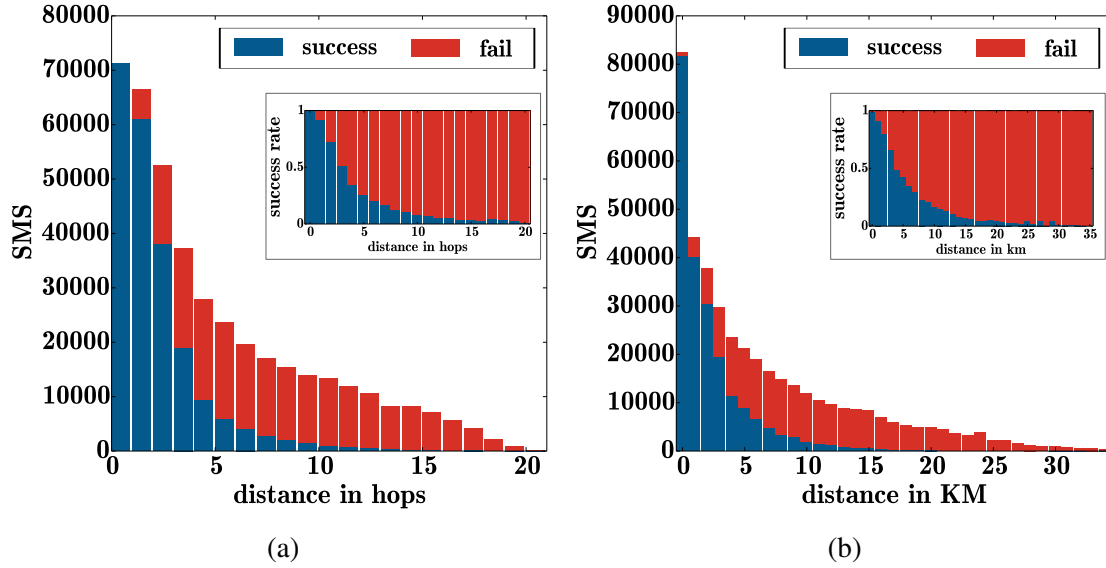 80000
70000
60000
50000
40000
30000
20000
10000
0
SMS
success fail
1
0.5
0
success rate
0 5 10 15 20
distance in hops
0 5 10 15 20
distance in hops
(a)
90000
80000
70000
60000
50000
40000
30000
20000
10000
0
SMS
success fail
1
0.5
0
success rate
0 5 10 15 20 25 30 35
distance in km
0 5 10 15 20 25 30
distance in KM
(b)